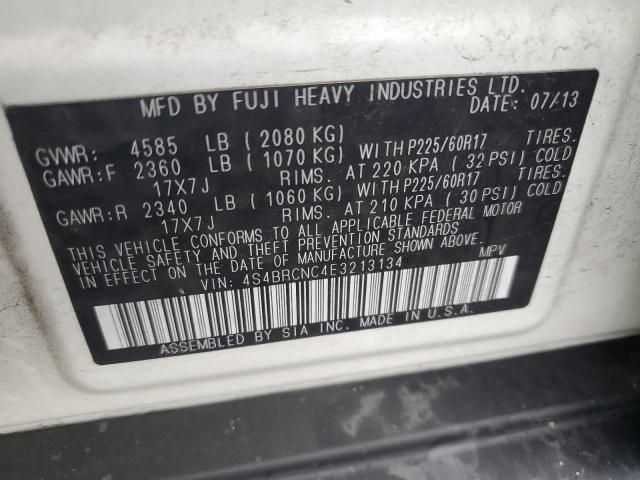 MFD BY FUJI HEAVY INDUSTRIES LTD.
DATE: 07/13
GVWR: 4585 LB (2080 KG)
GAWR:F 2360 LB (1070 KG) WITH P225/60R17 TIRES.
17X7J RIMS. AT 220 KPA (32 PSI) COLD
GAWR:R 2340 LB (1060 KG) WITH P225/60R17 TIRES.
17X7J RIMS. AT 210 KPA (30 PSI) COLD
THIS VEHICLE CONFORMS TO ALL APPLICABLE FEDERAL MOTOR
VEHICLE SAFETY AND THEFT PREVENTION STANDARDS
IN EFFECT ON THE DATE OF MANUFACTURE SHOWN ABOVE.
VIN: 4S4BRCNC4E3213134 MPV
ASSEMBLED BY SIA INC. MADE IN U.S.A.